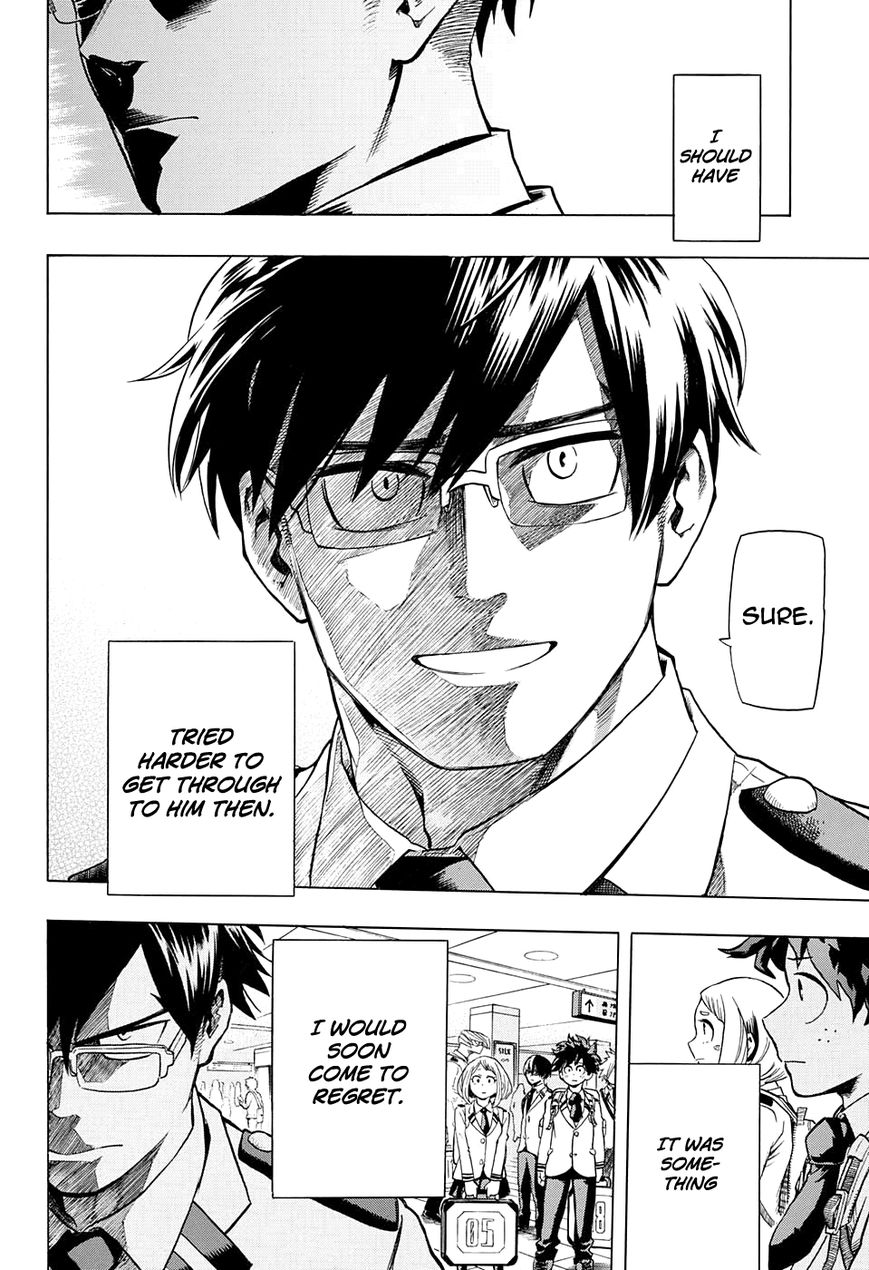 I
SHOULD
HAVE
SURE.
TRIED
HARDER TO
GET THROUGH
TO HIM THEN.
IT WAS
SOME-
THING
I WOULD
SOON
COME TO
REGRET.
05
8